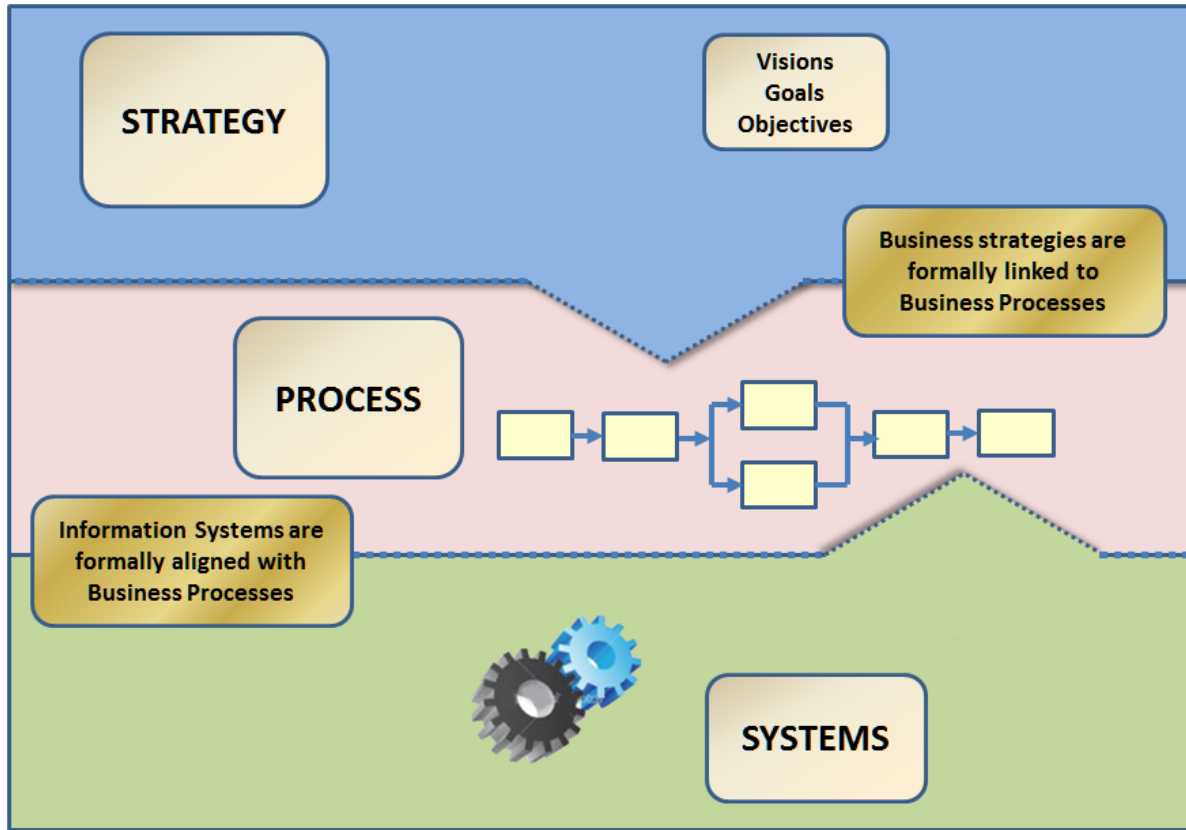 STRATEGY
Visions
Goals
Objectives
Business strategies are
formally linked to
Business Processes
PROCESS
Information Systems are
formally aligned with
Business Processes
SYSTEMS